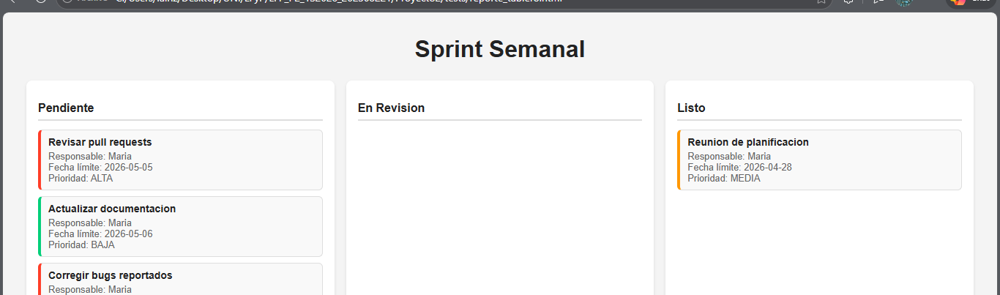 Sprint Semanal
Pendiente
Revisar pull requests
Responsable: Maria
Fecha límite: 2026-05-05
Prioridad: ALTA
Actualizar documentacion
Responsable: Maria
Fecha límite: 2026-05-06
Prioridad: BAJA
Corregir bugs reportados
Responsable: Maria
En Revision
Listo
Reunion de planificacion
Responsable: Maria
Fecha límite: 2026-04-28
Prioridad: MEDIA